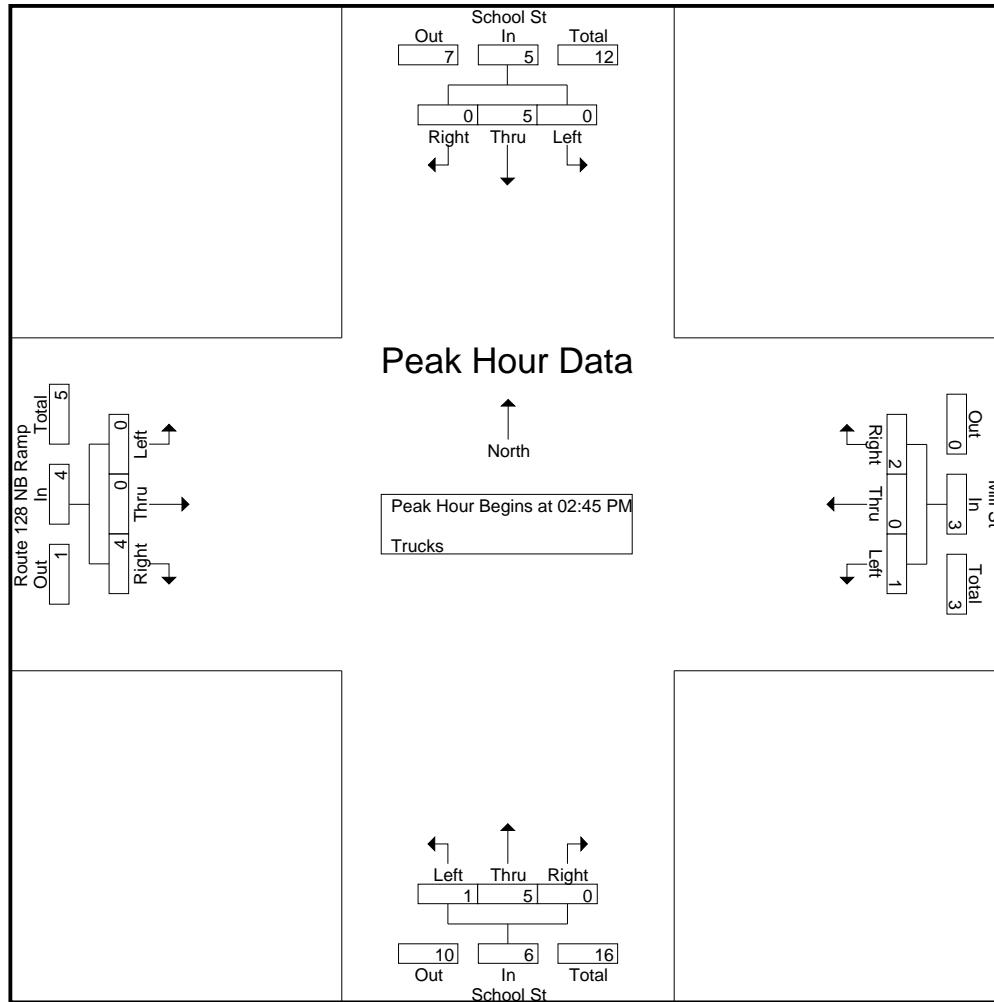 School St
Out In Total
7 5 12
0 5 0
Right Thru Left
Peak Hour Data
North
Peak Hour Begins at 02:45 PM
Trucks
Route 128 NB Ramp
Out In Total
1 4 5
Right Thru Left
4 0 0
Out In Total
0 3 3
2 0 1
Right Thru Left
Left Thru Right
1 5 0
10 6 16
Out In Total
School St